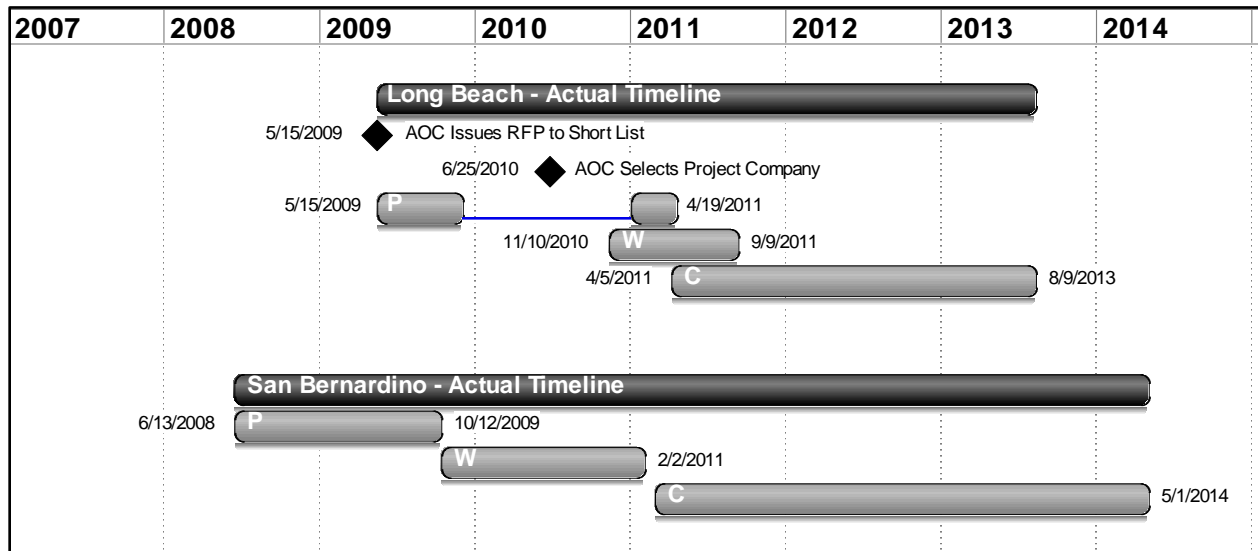 2007 2008 2009 2010 2011 2012 2013 2014
Long Beach - Actual Timeline
5/15/2009 AOC Issues RFP to Short List
6/25/2010 AOC Selects Project Company
5/15/2009 P 4/19/2011
11/10/2010 W 9/9/2011
4/5/2011 C 8/9/2013
San Bernardino - Actual Timeline
6/13/2008 P 10/12/2009
W 2/2/2011
C 5/1/2014